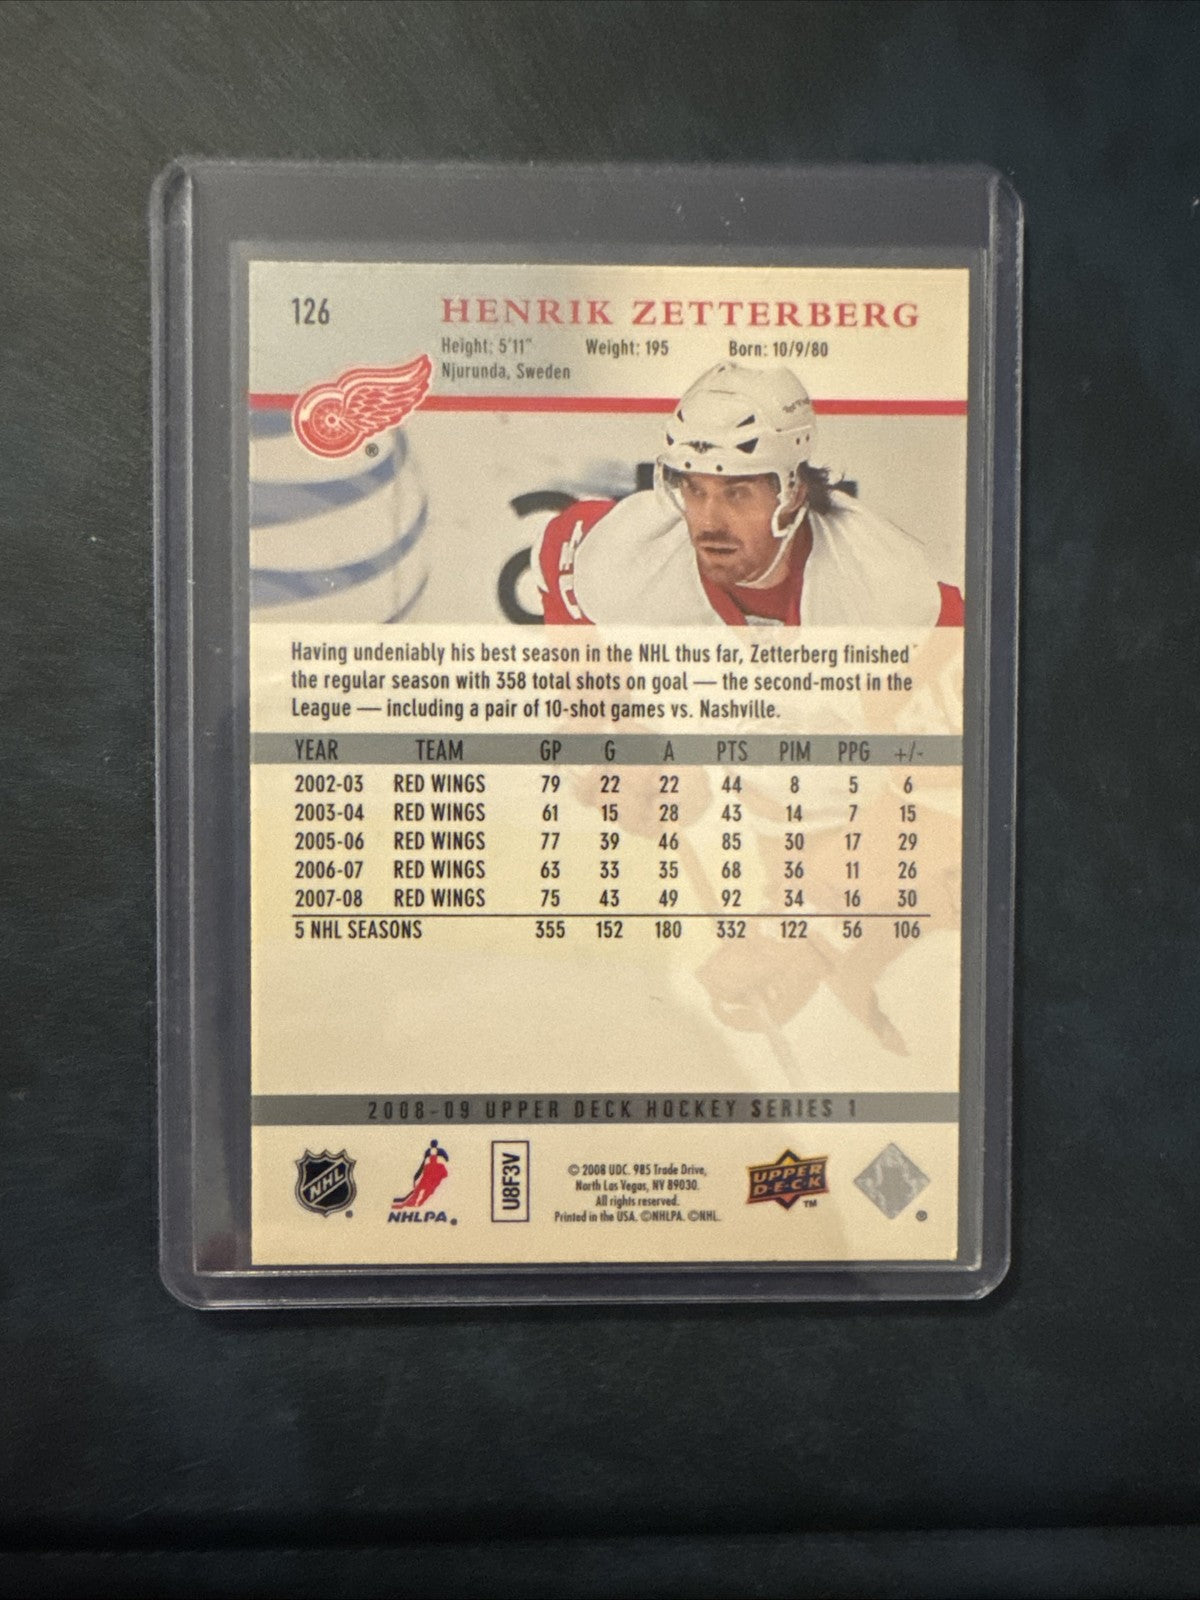 126
HENRIK ZETTERBERG
Height: 5'11" Weight: 195 Born: 10/9/80
Njurunda, Sweden
®
Having undeniably his best season in the NHL thus far, Zetterberg finished
the regular season with 358 total shots on goal — the second-most in the
League — including a pair of 10-shot games vs. Nashville.
YEAR TEAM GP G A PTS PIM PPG +/-
2002-03 RED WINGS 79 22 22 44 8 5 6
2003-04 RED WINGS 61 15 28 43 14 7 15
2005-06 RED WINGS 77 39 46 85 30 17 29
2006-07 RED WINGS 63 33 35 68 36 11 26
2007-08 RED WINGS 75 43 49 92 34 16 30
5 NHL SEASONS 355 152 180 332 122 56 106
2008-09 UPPER DECK HOCKEY SERIES 1
NHL ®
NHLPA ®
U8F3V
© 2008 UDC. 985 Trade Drive,
North Las Vegas, NV 89030.
All rights reserved.
Printed in the USA. ©NHLPA. ©NHL.
UPPER
D·E·C·K
TM
®